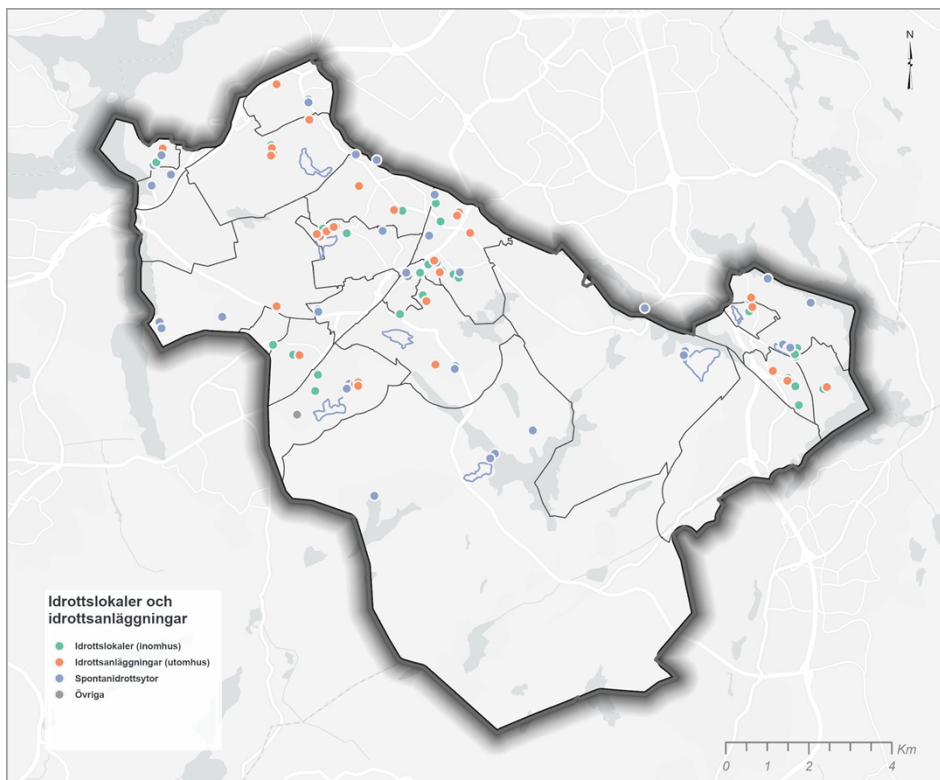 N
Idrottslokaler och
idrottsanläggningar
Idrottslokaler (inomhus)
Idrottsanläggningar (utomhus)
Spontanidrottsytor
Övriga
Km
0 1 2 4